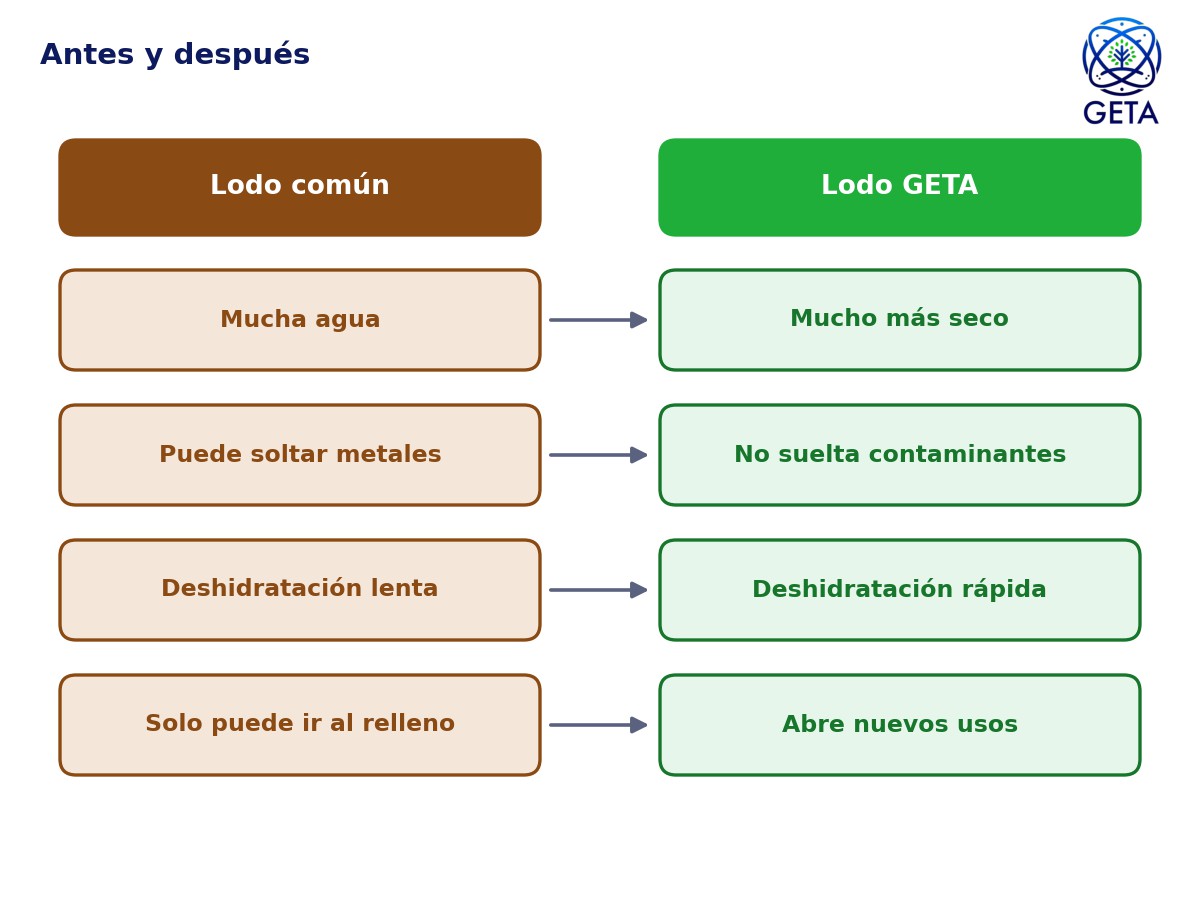 Antes y después
GETA
Lodo común
Lodo GETA
Mucha agua
Mucho más seco
Puede soltar metales
No suelta contaminantes
Deshidratación lenta
Deshidratación rápida
Solo puede ir al relleno
Abre nuevos usos